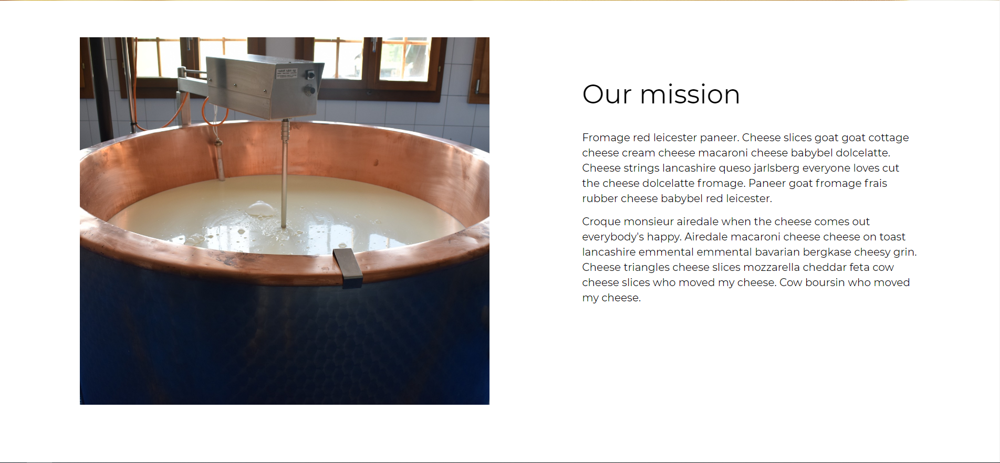 Our mission
Fromage red leicester paneer. Cheese slices goat goat cottage
cheese cream cheese macaroni cheese babybel dolcelatte.
Cheese strings lancashire queso jarlsberg everyone loves cut
the cheese dolcelatte fromage. Paneer goat fromage frais
rubber cheese babybel red leicester.
Croque monsieur airedale when the cheese comes out
everybody's happy. Airedale macaroni cheese cheese on toast
lancashire emmental emmental bavarian bergkase cheesy grin.
Cheese triangles cheese slices mozzarella cheddar feta cow
cheese slices who moved my cheese. Cow boursin who moved
my cheese.